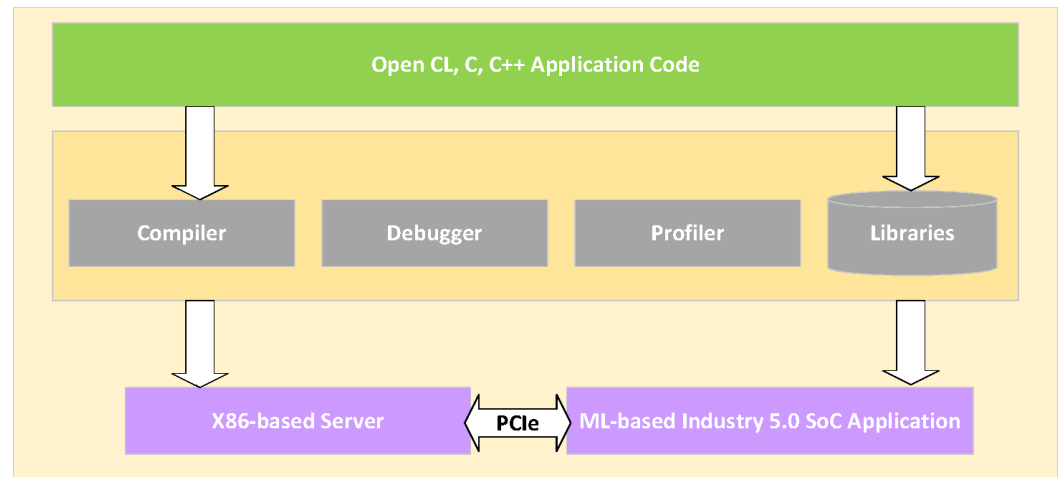 Open CL, C, C++ Application Code
Compiler
Debugger
Profiler
Libraries
X86-based Server
PCIe
ML-based Industry 5.0 SoC Application